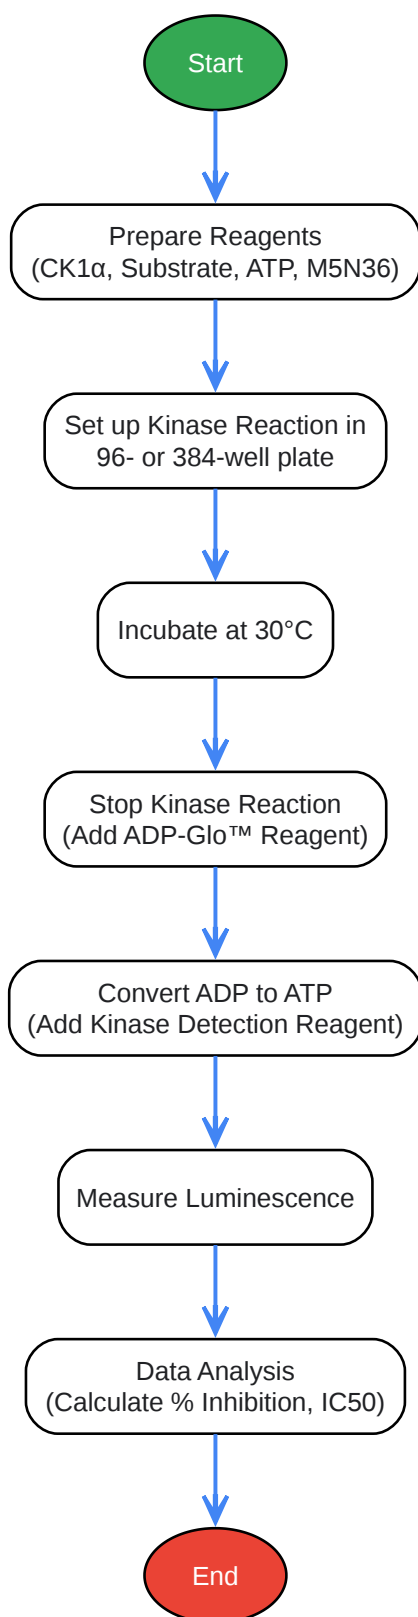 Start
Prepare Reagents
(CK1α, Substrate, ATP, M5N36)
Set up Kinase Reaction in
96- or 384-well plate
Incubate at 30°C
Stop Kinase Reaction
(Add ADP-Glo™ Reagent)
Convert ADP to ATP
(Add Kinase Detection Reagent)
Measure Luminescence
Data Analysis
(Calculate % Inhibition, IC50)
End